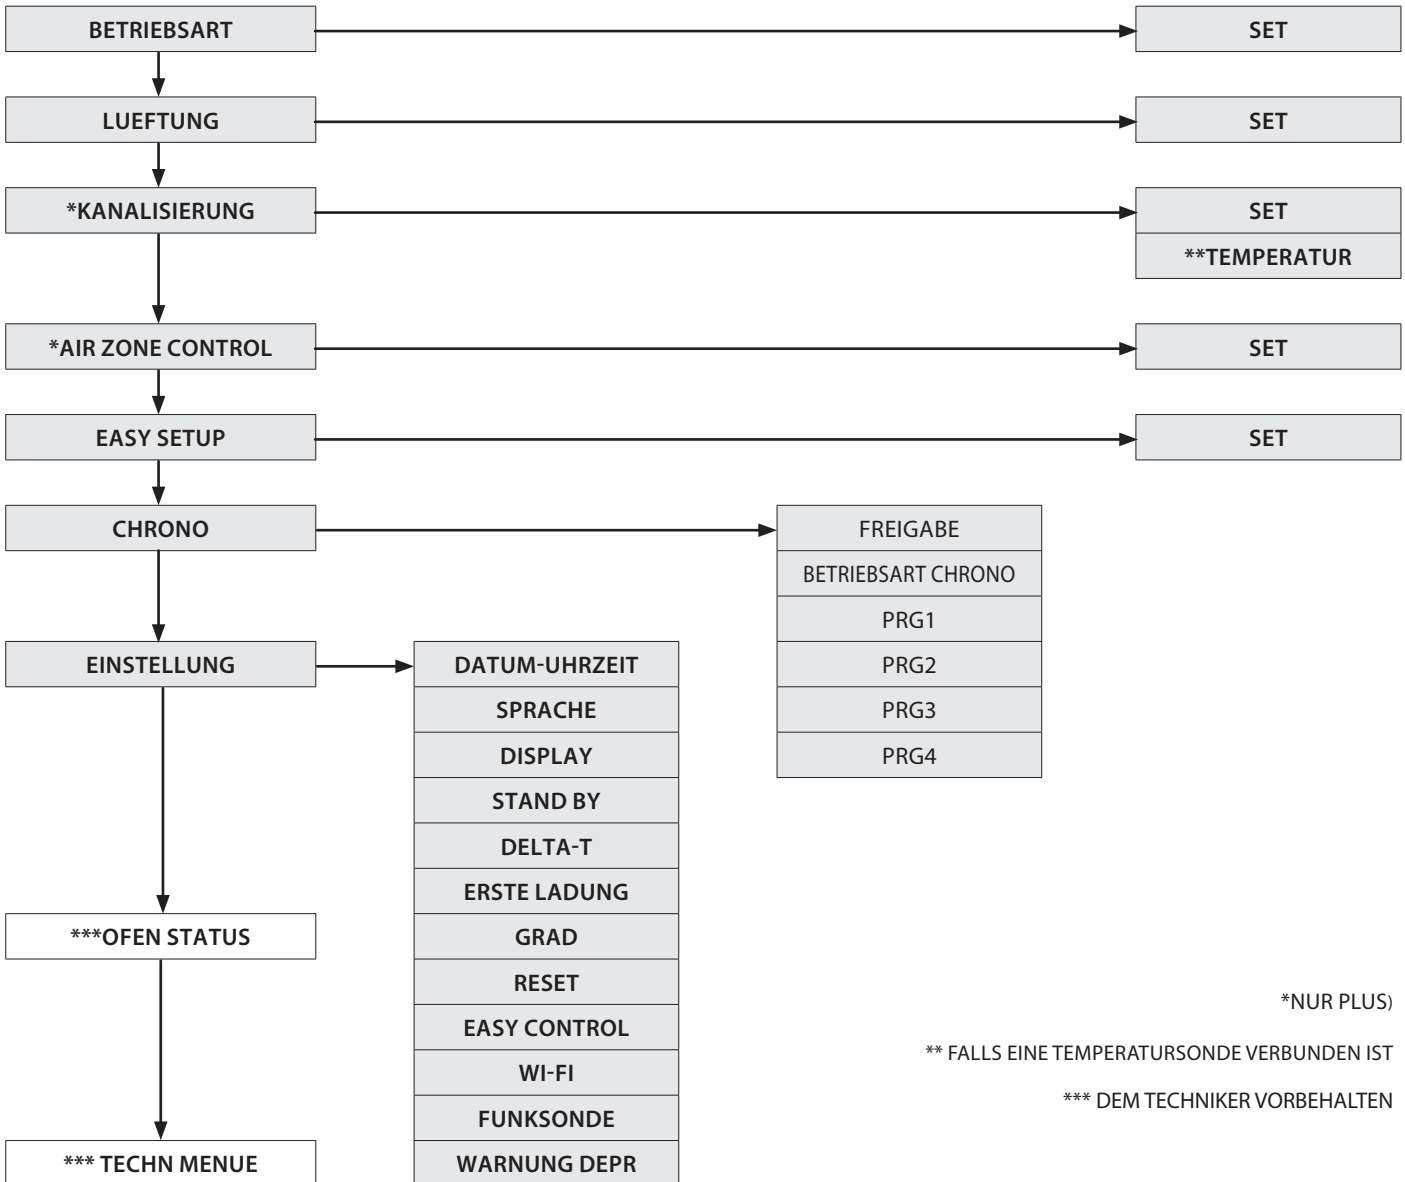 BETRIEBSART
SET
LUEFTUNG
SET
*KANALISIERUNG
SET
**TEMPERATUR
*AIR ZONE CONTROL
SET
EASY SETUP
SET
CHRONO
FREIGABE
BETRIEBSART CHRONO
PRG1
PRG2
PRG3
PRG4
EINSTELLUNG
DATUM-UHRZEIT
SPRACHE
DISPLAY
STAND BY
DELTA-T
ERSTE LADUNG
GRAD
RESET
EASY CONTROL
WI-FI
FUNKSONDE
WARNUNG DEPR
***OFEN STATUS
*** TECHN MENUE
*NUR PLUS)
** FALLS EINE TEMPERATURSONDE VERBUNDEN IST
*** DEM TECHNIKER VORBEHALTEN